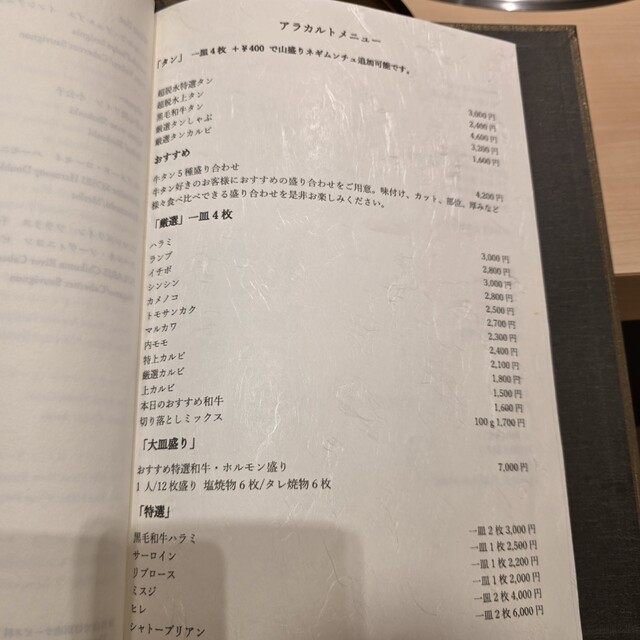 アラカルトメニュー
「タン」 一皿4枚 +¥400 で山盛りネギムンチュ追加可能です。
稲脱水特選タン 3,000円
稲脱水上タン 2,400円
黒毛和牛タン 4,600円
厳選タンしゃぶ 3,200円
厳選タンカルビ 1,600円
おすすめ
牛タン5種盛り合わせ 4,200円
牛タン好きのお客様におすすめの盛り合わせをご用意。味付け、カット、部位、厚みなど
様々食べ比べできる盛り合わせを是非お楽しみください。
「厳選」一皿4枚
ハラミ 3,000円
ランプ 2,800円
イチボ 3,000円
シンシン 2,800円
カメノコ 2,500円
トモサンカク 2,700円
マルカワ 2,300円
内モモ 2,400円
特上カルビ 2,100円
厳選カルビ 1,800円
上カルビ 1,500円
本日のおすすめ和牛 1,600円
切り落としミックス 100g 1,700円
「大皿盛り」
おすすめ特選和牛・ホルモン盛り 7,000円
1人/12枚盛り 塩焼物6枚/タレ焼物6枚
「特選」
黒毛和牛ハラミ 一皿2枚3,000円
サーロイン 一皿1枚2,500円
リブロース 一皿1枚2,200円
ミスジ 一皿1枚2,000円
ヒレ 一皿2枚4,000円
シャトーブリアン 一皿2枚6,000円